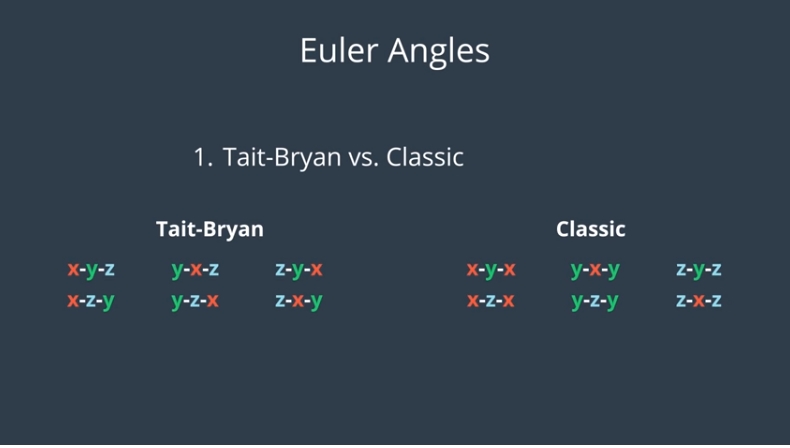 Euler Angles
1. Tait-Bryan vs. Classic
Tait-Bryan
x-y-z y-x-z z-y-x
x-z-y y-z-x z-x-y
Classic
x-y-x y-x-y z-y-z
x-z-x y-z-y z-x-z